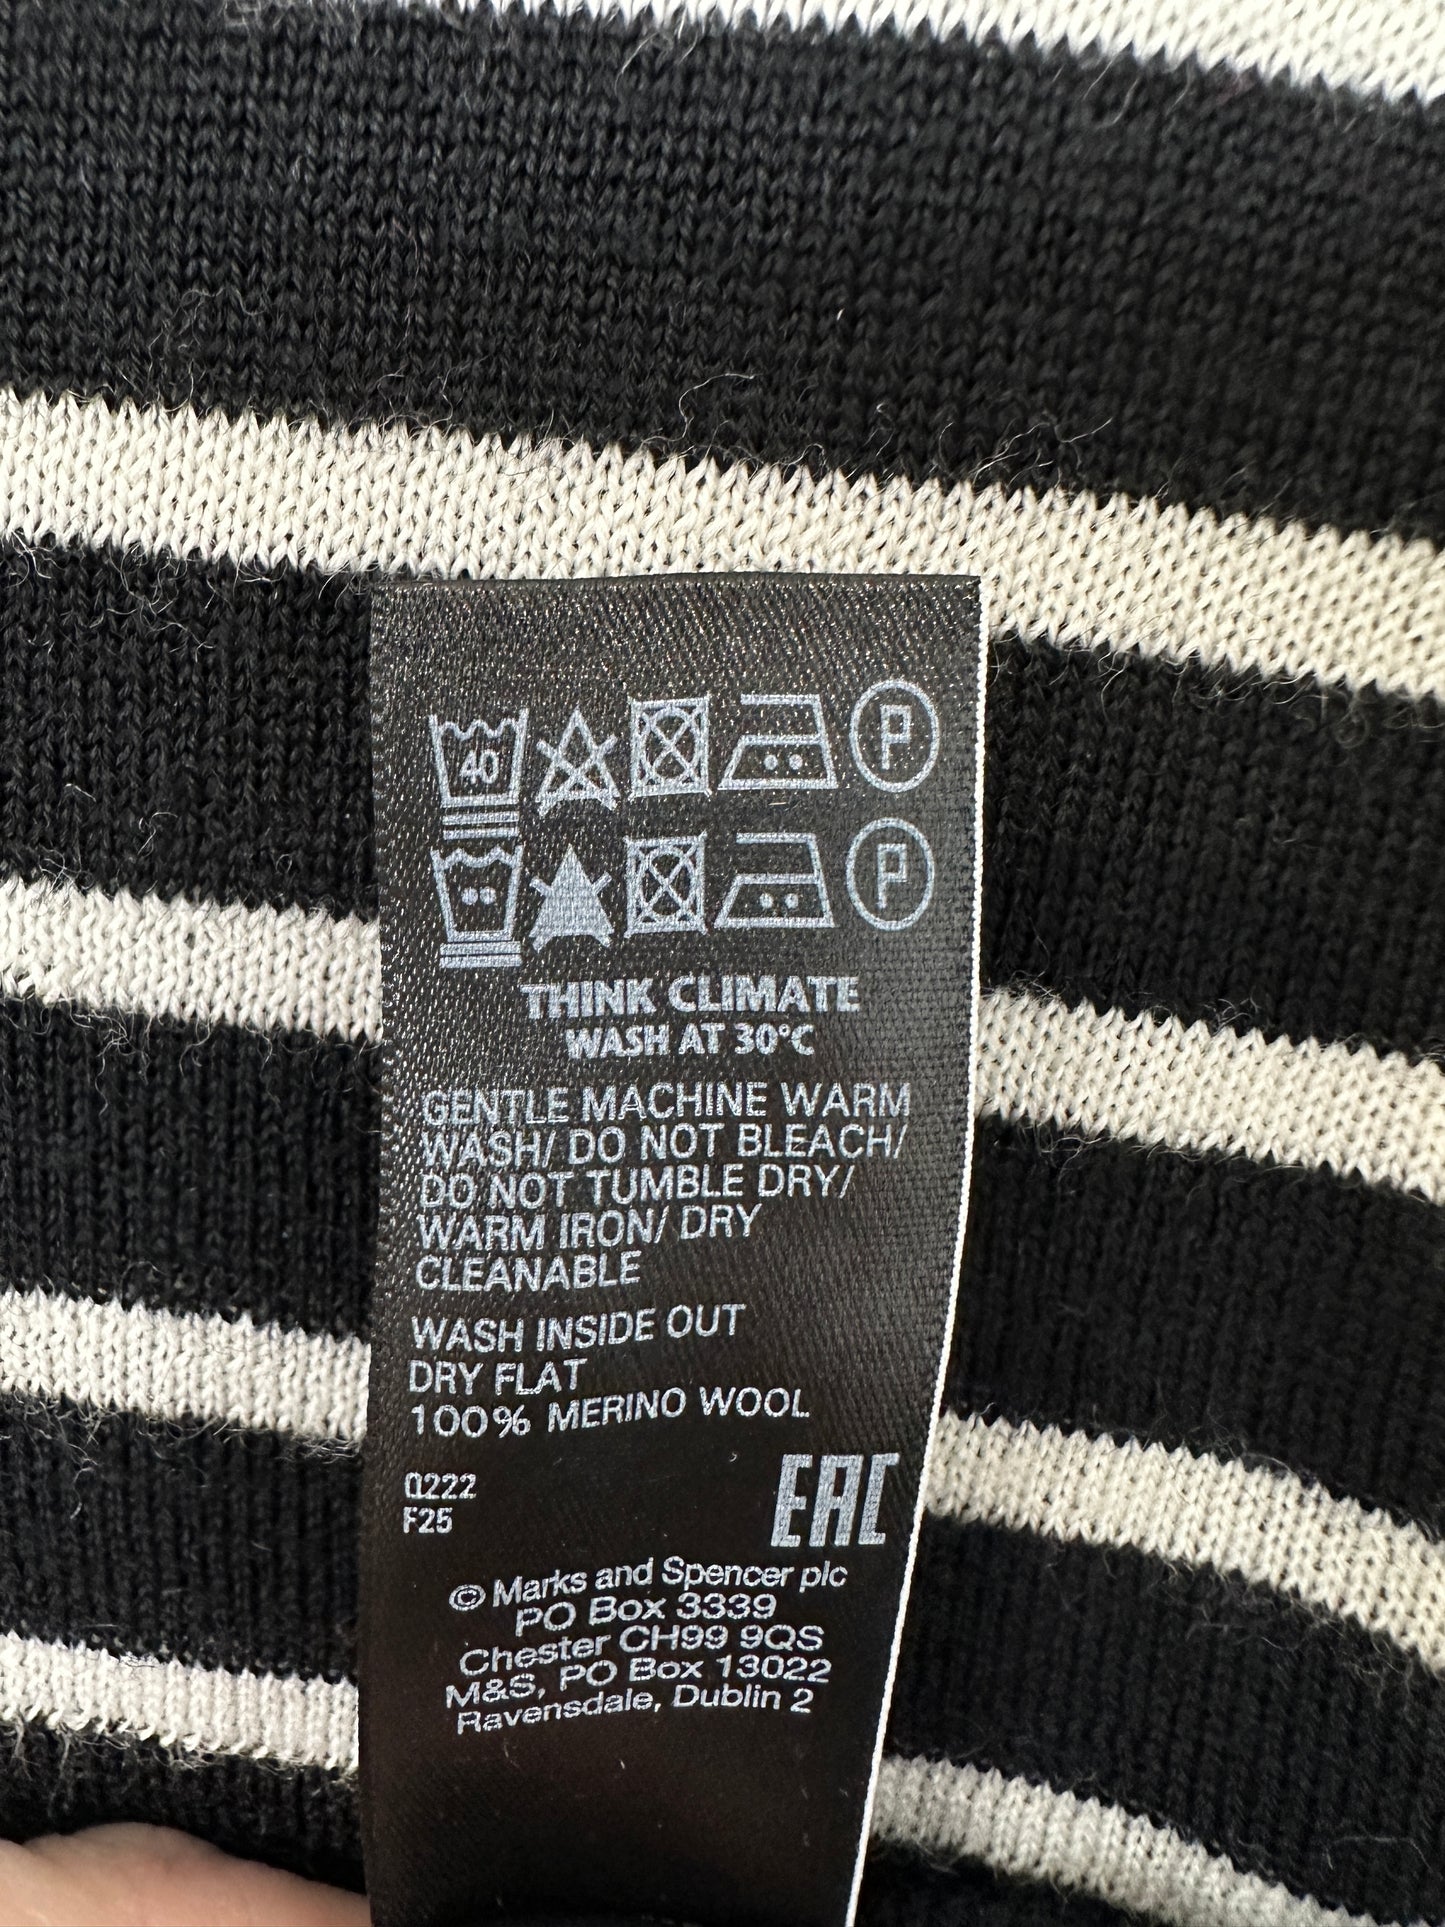 40 P
P
THINK CLIMATE
WASH AT 30°C
GENTLE MACHINE WARM
WASH/ DO NOT BLEACH/
DO NOT TUMBLE DRY/
WARM IRON/ DRY
CLEANABLE
WASH INSIDE OUT
DRY FLAT
100% MERINO WOOL
0222
F25
EAC
© Marks and Spencer plc
PO Box 3339
Chester CH99 9QS
M&S, PO Box 13022
Ravensdale, Dublin 2